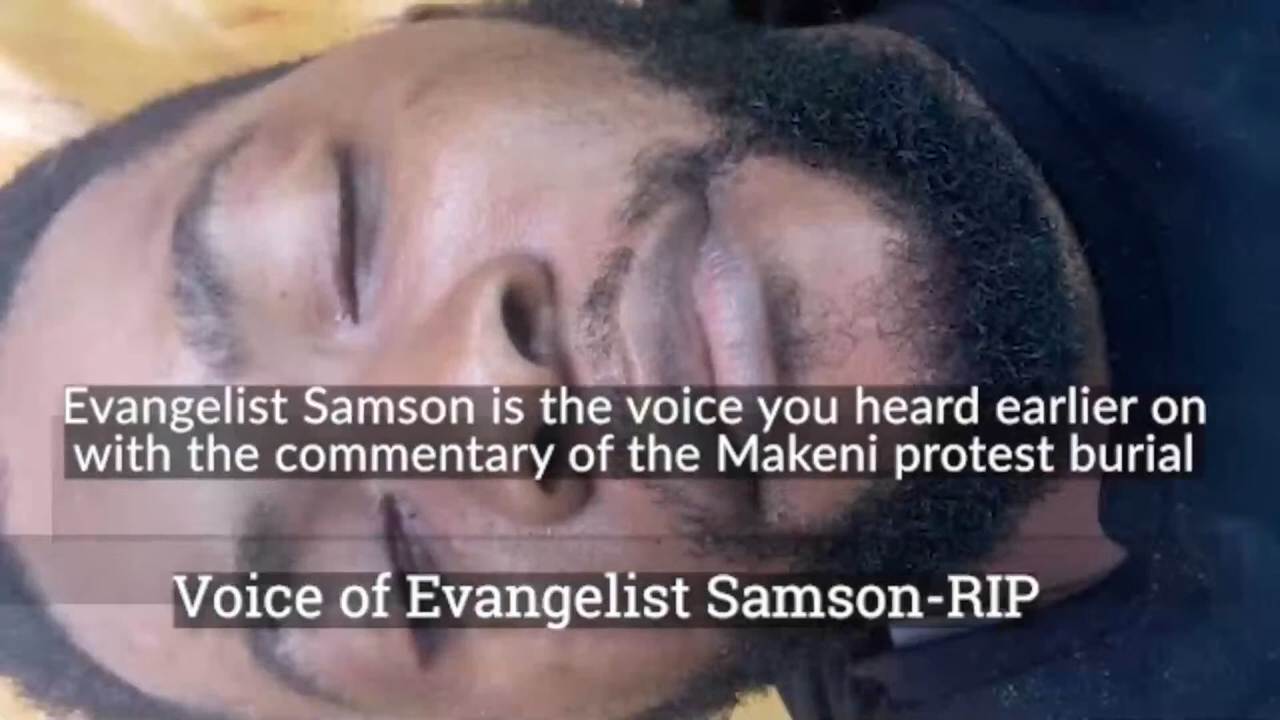 Evangelist Samson is the voice you heard earlier on
with the commentary of the Makeni protest burial
Voice of Evangelist Samson-RIP